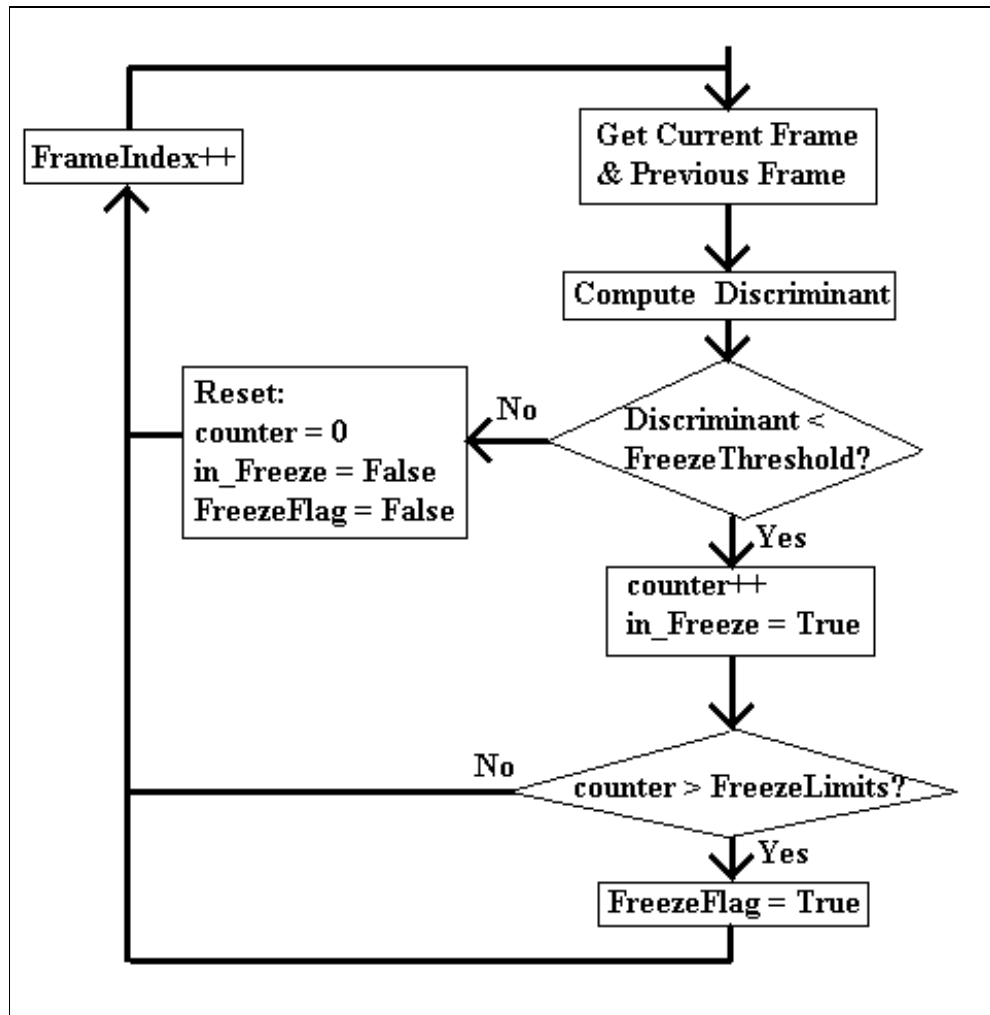 FrameIndex++
Get Current Frame
& Previous Frame
Compute Discriminant
Discriminant <
FreezeThreshold?
No
Reset:
counter = 0
in_Freeze = False
FreezeFlag = False
Yes
counter++
in_Freeze = True
counter > FreezeLimits?
No
Yes
FreezeFlag = True